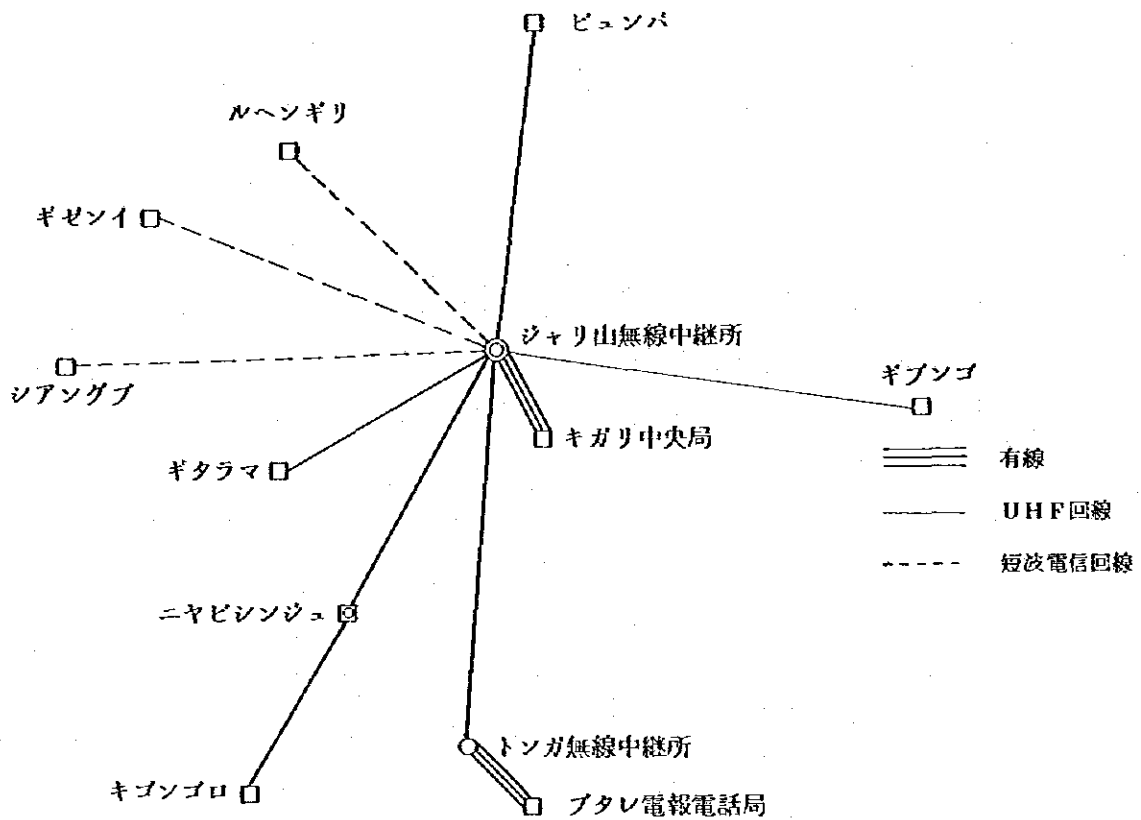 ビュンバ
ルヘンギリ
ギゼンイ
ジャリ山無線中継所
シアングブ
ギブンゴ
キガリ中央局
ギタラマ
有線
UHF回線
短波電信回線
ニヤビシンジュ
トンガ無線中継所
キゴンゴロ
ブタレ電報電話局